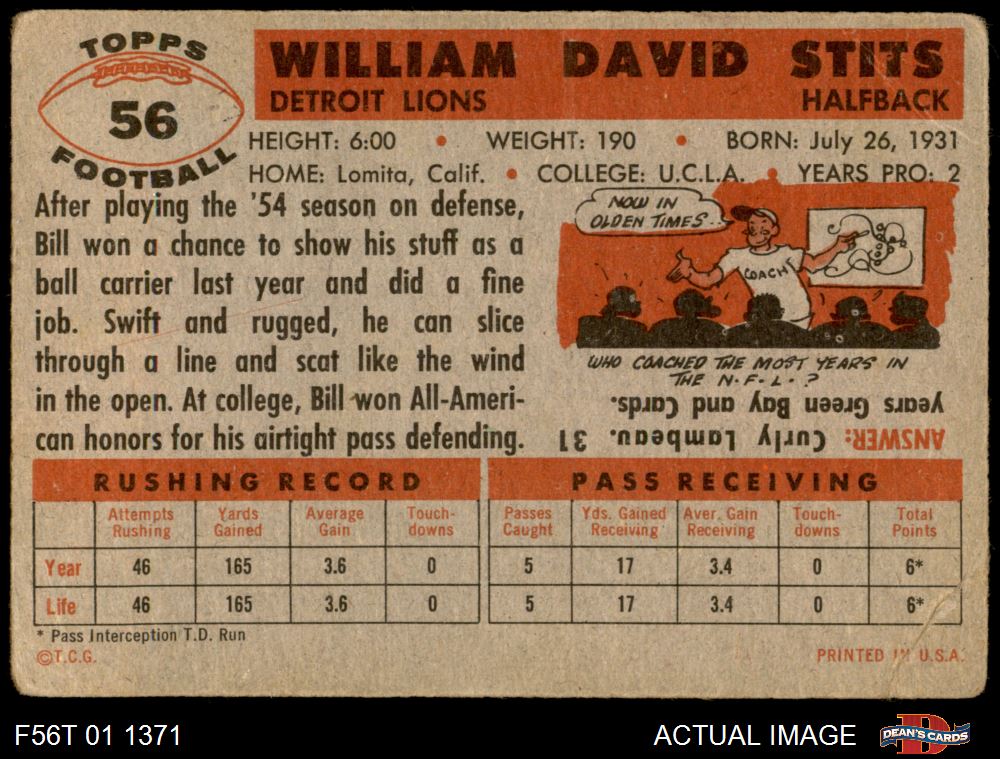 TOPPS
56
FOOTBALL
WILLIAM DAVID STITS
DETROIT LIONS HALFBACK
HEIGHT: 6:00 • WEIGHT: 190 • BORN: July 26, 1931
HOME: Lomita, Calif. • COLLEGE: U.C.L.A. • YEARS PRO: 2
After playing the '54 season on defense,
Bill won a chance to show his stuff as a
ball carrier last year and did a fine
job. Swift and rugged, he can slice
through a line and scat like the wind
in the open. At college, Bill won All-Ameri-
can honors for his airtight pass defending.
NOW IN
OLDEN TIMES..
COACH
WHO COACHED THE MOST YEARS IN
THE N·F·L·?
ANSWER: Curly Lambeau. 31
years Green Bay and Cards.
RUSHING RECORD
Attempts Rushing Yards Gained Average Gain Touch-downs
Year 46 165 3.6 0
Life 46 165 3.6 0
PASS RECEIVING
Passes Caught Yds. Gained Receiving Aver. Gain Receiving Touch-downs Total Points
5 17 3.4 0 6*
5 17 3.4 0 6*
* Pass Interception T.D. Run
©T.C.G. PRINTED IN U.S.A.
F56T 01 1371 ACTUAL IMAGE DEAN'S CARDS